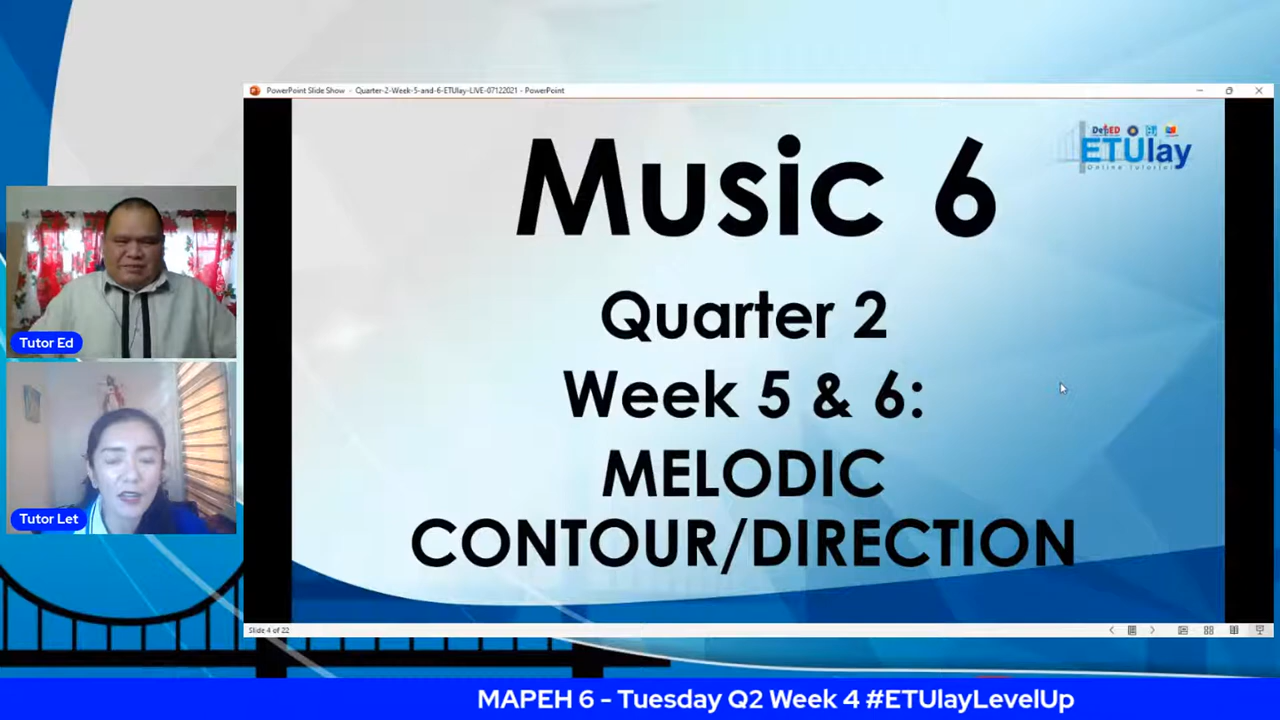 PowerPoint Slide Show - Quarter-2-Week-5-and-6-ETUlay-LIVE-07122021 - PowerPoint
DepED
ETUlay
Online Tutorial
Music 6
Quarter 2
Week 5 & 6:
MELODIC
CONTOUR/DIRECTION
Tutor Ed
Tutor Let
Slide 4 of 22
MAPEH 6 - Tuesday Q2 Week 4 #ETUlayLevelUp